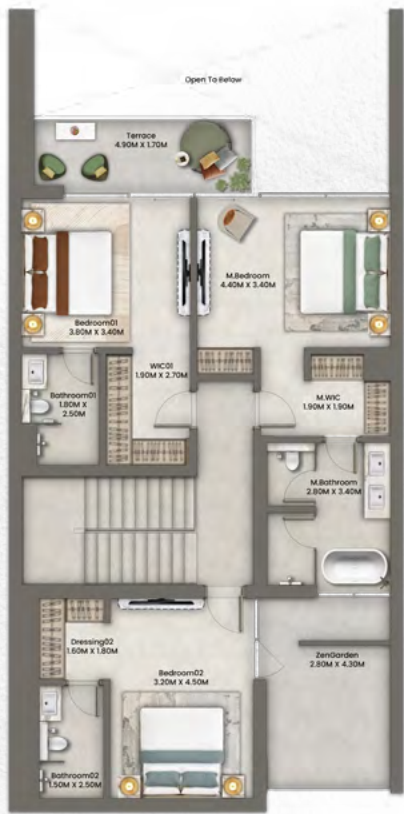 Open To Below
Terrace
4.90M X 1.70M
Bedroom01
3.80M X 3.40M
M.Bedroom
4.40M X 3.40M
WIC01
1.90M X 2.70M
Bathroom01
1.80M X
2.50M
M.WIC
1.90M X 1.90M
M.Bathroom
2.80M X 3.40M
Dressing02
1.60M X 1.80M
Bedroom02
3.20M X 4.50M
ZenGarden
2.80M X 4.30M
Bathroom02
1.50M X 2.50M